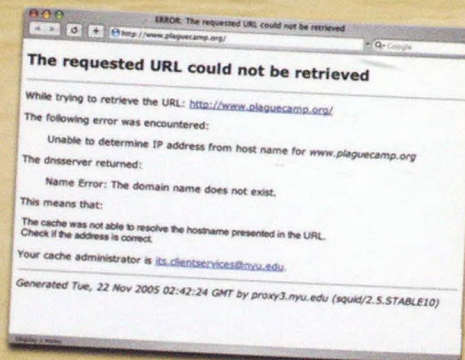 ERROR: The requested URL could not be retrieved
http://www.plaguecamp.org/
Google
The requested URL could not be retrieved
While trying to retrieve the URL: http://www.plaguecamp.org/
The following error was encountered:
Unable to determine IP address from host name for www.plaguecamp.org
The dnsserver returned:
Name Error: The domain name does not exist.
This means that:
The cache was not able to resolve the hostname presented in the URL.
Check if the address is correct.
Your cache administrator is its.clientservices@nyu.edu.
Generated Tue, 22 Nov 2005 02:42:24 GMT by proxy3.nyu.edu (squid/2.5.STABLE10)